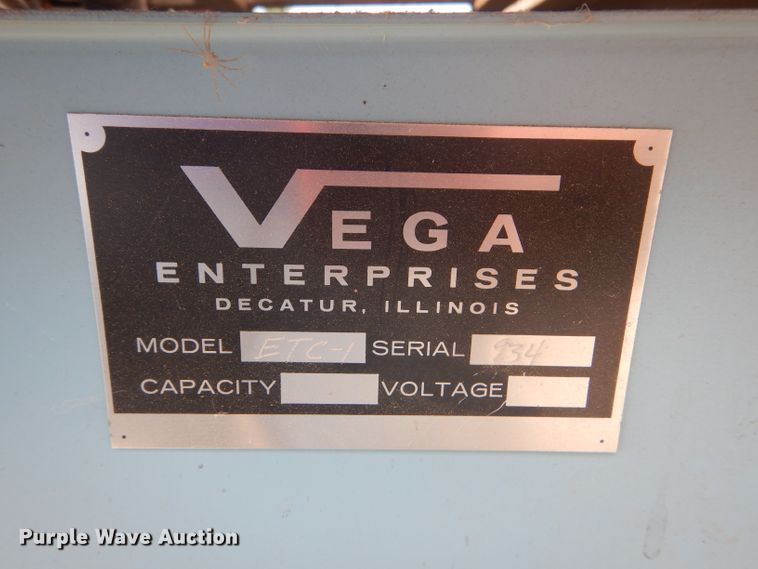 VEGA
ENTERPRISES
DECATUR, ILLINOIS
MODEL ETC-1 SERIAL 934
CAPACITY VOLTAGE
Purple Wave Auction